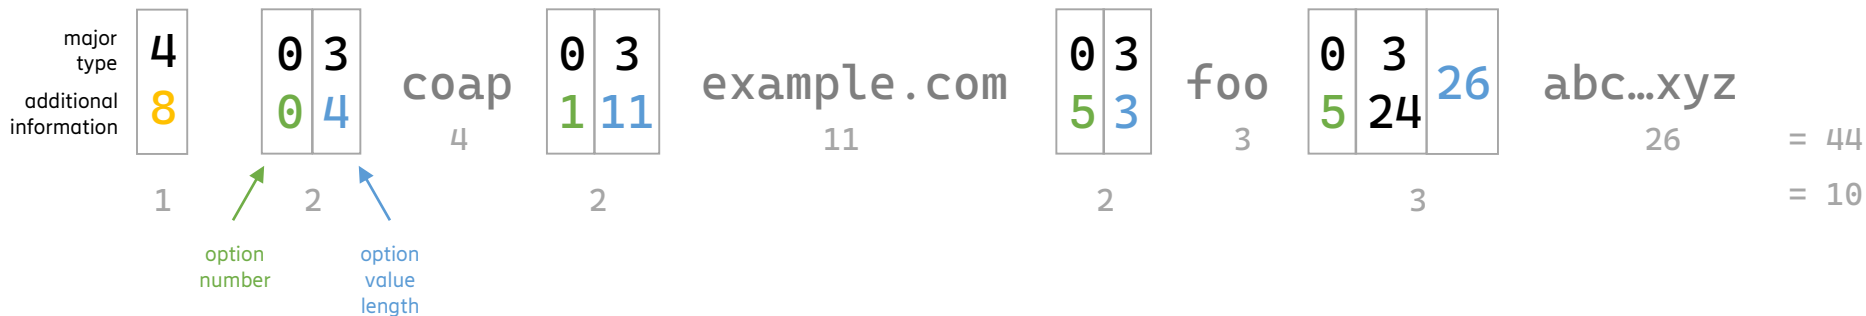 major type
4
0 3
0 3
0 3
0 3
coap
example.com
foo
26
abc…xyz
additional information
8
0 4
1 11
5 3
5 24
4
11
3
26
= 44
1
2
2
2
3
= 10
option number
option value length